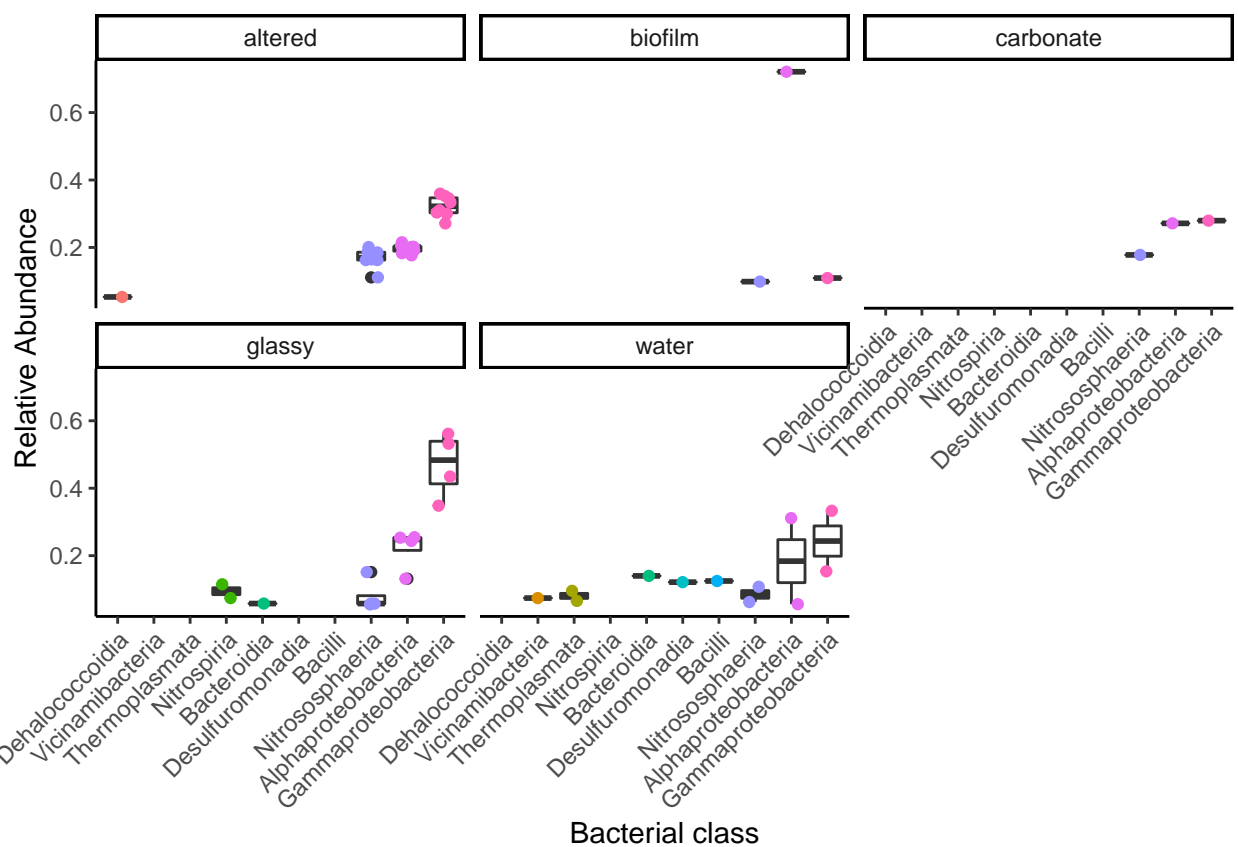 altered
biofilm
carbonate
0.6
0.4
0.2
glassy
water
0.6
0.4
0.2
Relative Abundance
Dehalococcoidia
Vicinamibacteria
Thermoplasmata
Nitrospiria
Bacteroidia
Desulfuromonadia
Bacilli
Nitrososphaeria
Alphaproteobacteria
Gammaproteobacteria
Dehalococcoidia
Vicinamibacteria
Thermoplasmata
Nitrospiria
Bacteroidia
Desulfuromonadia
Bacilli
Nitrososphaeria
Alphaproteobacteria
Gammaproteobacteria
Dehalococcoidia
Vicinamibacteria
Thermoplasmata
Nitrospiria
Bacteroidia
Desulfuromonadia
Bacilli
Nitrososphaeria
Alphaproteobacteria
Gammaproteobacteria
Bacterial class